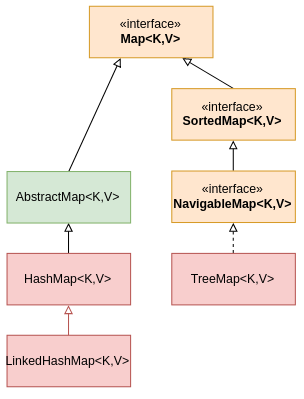 «interface»
Map<K,V>
«interface»
SortedMap<K,V>
AbstractMap<K,V>
«interface»
NavigableMap<K,V>
HashMap<K,V>
TreeMap<K,V>
LinkedHashMap<K,V>